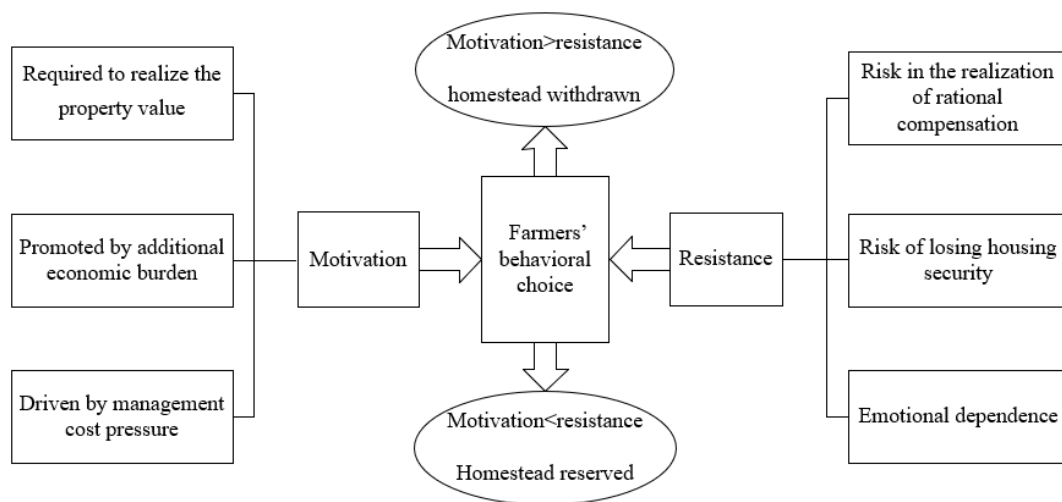 Motivation>resistance
homestead withdrawn
Required to realize the
property value
Risk in the realization
of rational
compensation
Promoted by additional
economic burden
Motivation
Farmers’
behavioral
choice
Resistance
Risk of losing housing
security
Driven by management
cost pressure
Motivation<resistance
Homestead reserved
Emotional dependence